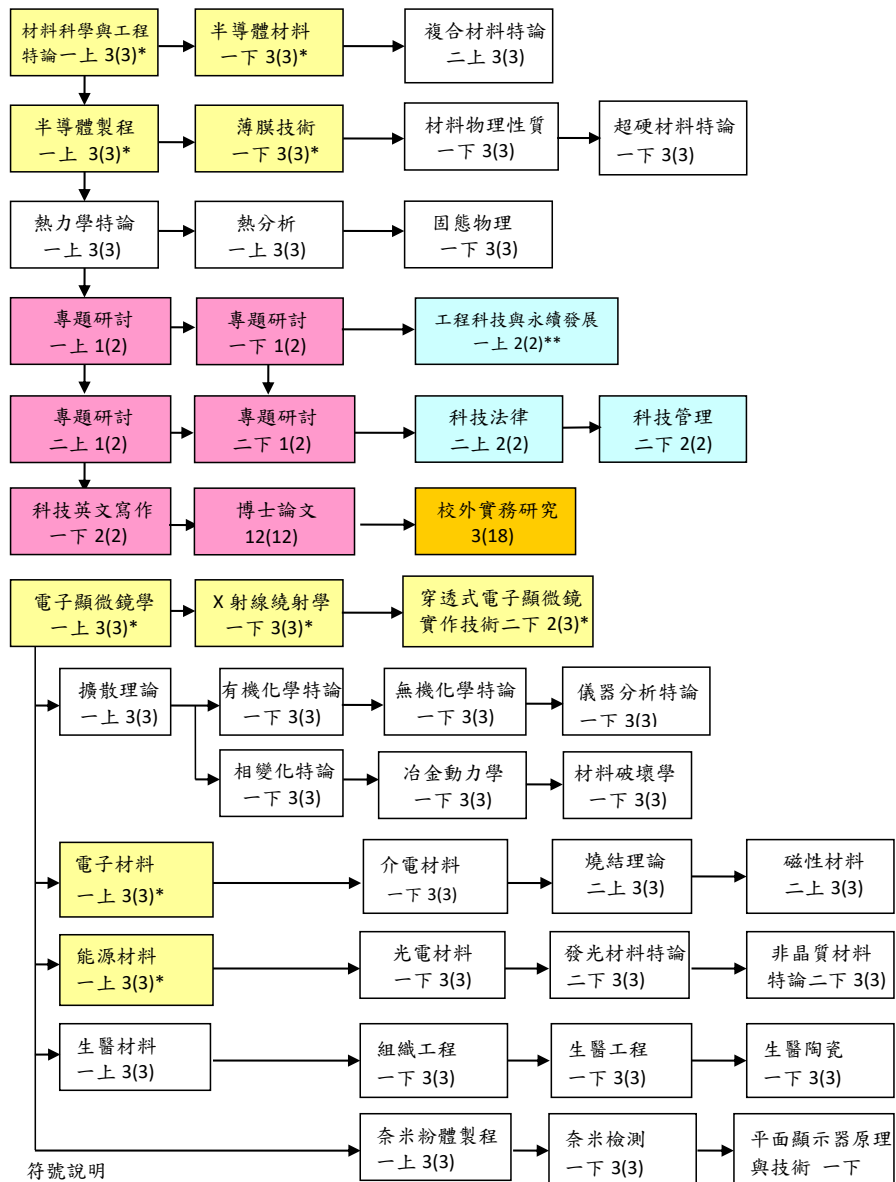 材料科學與工程
特論一上 3(3)*
半導體材料
一下 3(3)*
複合材料特論
二上 3(3)
半導體製程
一上 3(3)*
薄膜技術
一下 3(3)*
材料物理性質
一下 3(3)
超硬材料特論
一下 3(3)
熱力學特論
一上 3(3)
熱分析
一上 3(3)
固態物理
一下 3(3)
專題研討
一上 1(2)
專題研討
一下 1(2)
工程科技與永續發展
一上 2(2)**
專題研討
二上 1(2)
專題研討
二下 1(2)
科技法律
二上 2(2)
科技管理
二下 2(2)
科技英文寫作
一下 2(2)
博士論文
12(12)
校外實務研究
3(18)
電子顯微鏡學
一上 3(3)*
X 射線繞射學
一下 3(3)*
穿透式電子顯微鏡
實作技術二下 2(3)*
擴散理論
一上 3(3)
有機化學特論
一下 3(3)
無機化學特論
一下 3(3)
儀器分析特論
一下 3(3)
相變化特論
一下 3(3)
冶金動力學
一下 3(3)
材料破壞學
一下 3(3)
電子材料
一上 3(3)*
介電材料
一下 3(3)
燒結理論
二上 3(3)
磁性材料
二上 3(3)
能源材料
一上 3(3)*
光電材料
一下 3(3)
發光材料特論
二下 3(3)
非晶質材料
特論二下 3(3)
生醫材料
一上 3(3)
組織工程
一下 3(3)
生醫工程
一下 3(3)
生醫陶瓷
一下 3(3)
奈米粉體製程
一上 3(3)
奈米檢測
一下 3(3)
平面顯示器原理
與技術 一下
符號說明